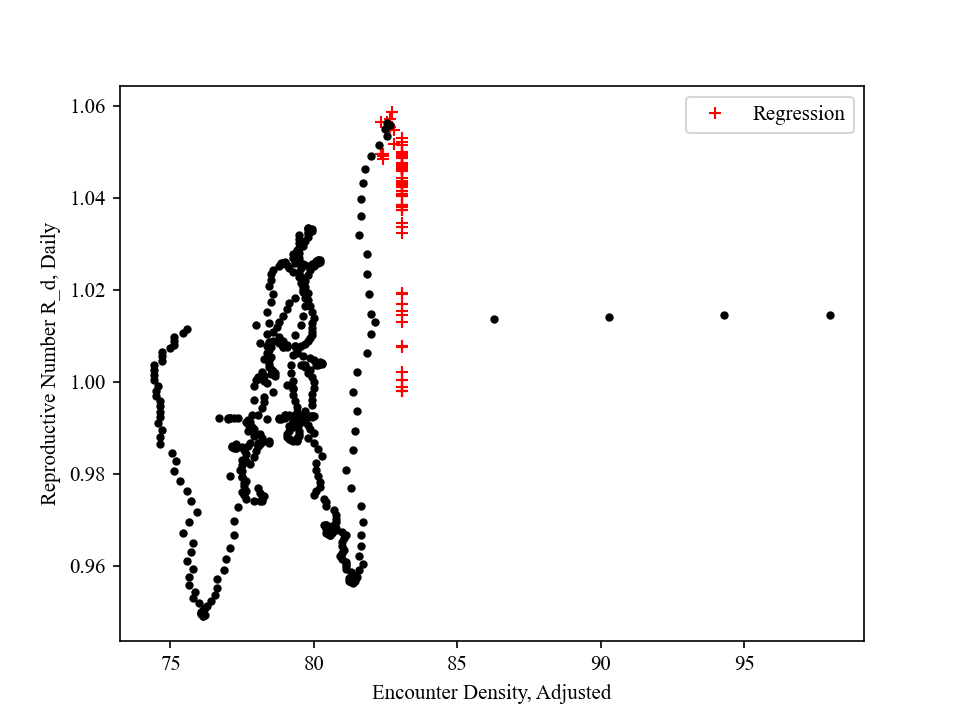 Regression
1.06
1.04
1.02
1.00
0.98
0.96
Reproductive Number R_d, Daily
75 80 85 90 95
Encounter Density, Adjusted